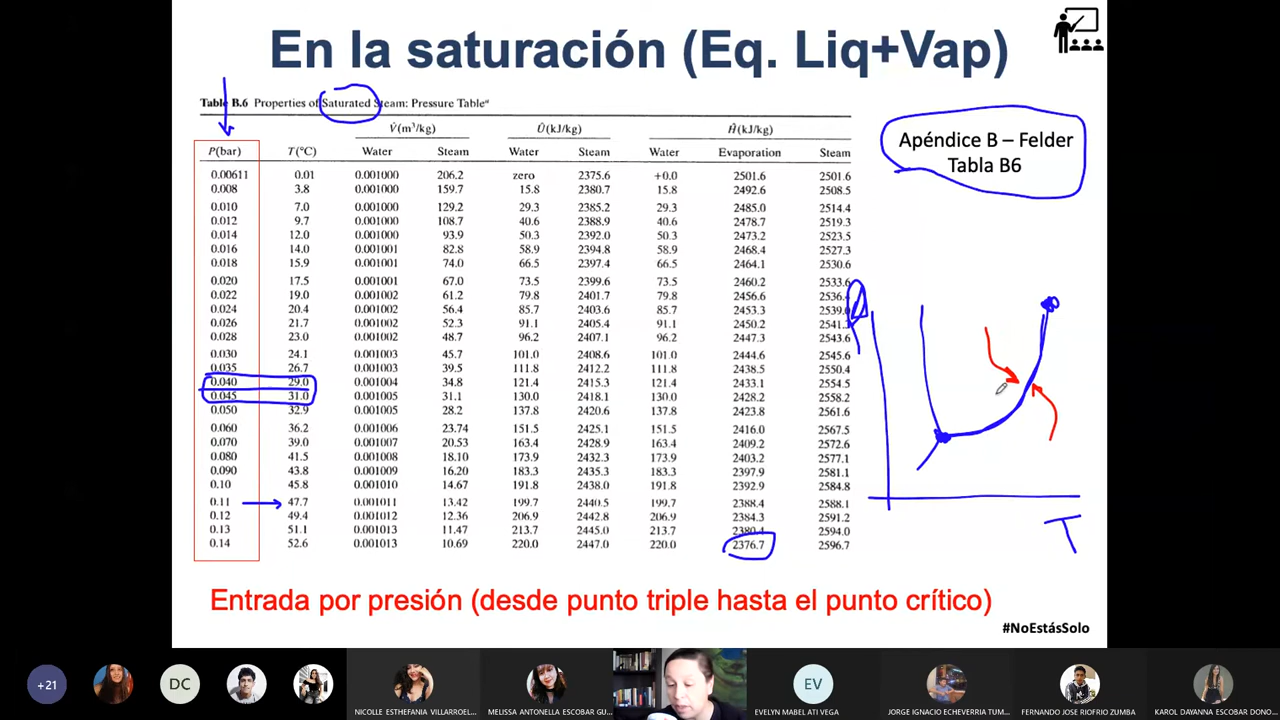 En la saturación (Eq. Liq+Vap)
Table B.6 Properties of Saturated Steam: Pressure Tableᵃ
V̂(m³/kg) Û(kJ/kg) Ĥ(kJ/kg)
P(bar) T(°C) Water Steam Water Steam Water Evaporation Steam
0.00611 0.01 0.001000 206.2 zero 2375.6 +0.0 2501.6 2501.6
0.008 3.8 0.001000 159.7 15.8 2380.7 15.8 2492.6 2508.5
0.010 7.0 0.001000 129.2 29.3 2385.2 29.3 2485.0 2514.4
0.012 9.7 0.001000 108.7 40.6 2388.9 40.6 2478.7 2519.3
0.014 12.0 0.001000 93.9 50.3 2392.0 50.3 2473.2 2523.5
0.016 14.0 0.001001 82.8 58.9 2394.8 58.9 2468.4 2527.3
0.018 15.9 0.001001 74.0 66.5 2397.4 66.5 2464.1 2530.6
0.020 17.5 0.001001 67.0 73.5 2399.6 73.5 2460.2 2533.6
0.022 19.0 0.001002 61.2 79.8 2401.7 79.8 2456.6 2536.4
0.024 20.4 0.001002 56.4 85.7 2403.6 85.7 2453.3 2539.0
0.026 21.7 0.001002 52.3 91.1 2405.4 91.1 2450.2 2541.3
0.028 23.0 0.001002 48.7 96.2 2407.1 96.2 2447.3 2543.6
0.030 24.1 0.001003 45.7 101.0 2408.6 101.0 2444.6 2545.6
0.035 26.7 0.001003 39.5 111.8 2412.2 111.8 2438.5 2550.4
0.040 29.0 0.001004 34.8 121.4 2415.3 121.4 2433.1 2554.5
0.045 31.0 0.001005 31.1 130.0 2418.1 130.0 2428.2 2558.2
0.050 32.9 0.001005 28.2 137.8 2420.6 137.8 2423.8 2561.6
0.060 36.2 0.001006 23.74 151.5 2425.1 151.5 2416.0 2567.5
0.070 39.0 0.001007 20.53 163.4 2428.9 163.4 2409.2 2572.6
0.080 41.5 0.001008 18.10 173.9 2432.3 173.9 2403.2 2577.1
0.090 43.8 0.001009 16.20 183.3 2435.3 183.3 2397.9 2581.1
0.10 45.8 0.001010 14.67 191.8 2438.0 191.8 2392.9 2584.8
0.11 47.7 0.001011 13.42 199.7 2440.5 199.7 2388.4 2588.1
0.12 49.4 0.001012 12.36 206.9 2442.8 206.9 2384.3 2591.2
0.13 51.1 0.001013 11.47 213.7 2445.0 213.7 2380.4 2594.0
0.14 52.6 0.001013 10.69 220.0 2447.0 220.0 2376.7 2596.7
Apéndice B – Felder
Tabla B6
T
Entrada por presión (desde punto triple hasta el punto crítico)
#NoEstásSolo
+21
DC
EV
NICOLLE ESTHEFANIA VILLARROEL...
MELISSA ANTONELLA ESCOBAR GU...
EVELYN MABEL ATI VEGA
JORGE IGNACIO ECHEVERRIA TUM...
FERNANDO JOSE RIOFRIO ZUMBA
KAROL DAYANNA ESCOBAR DONO...